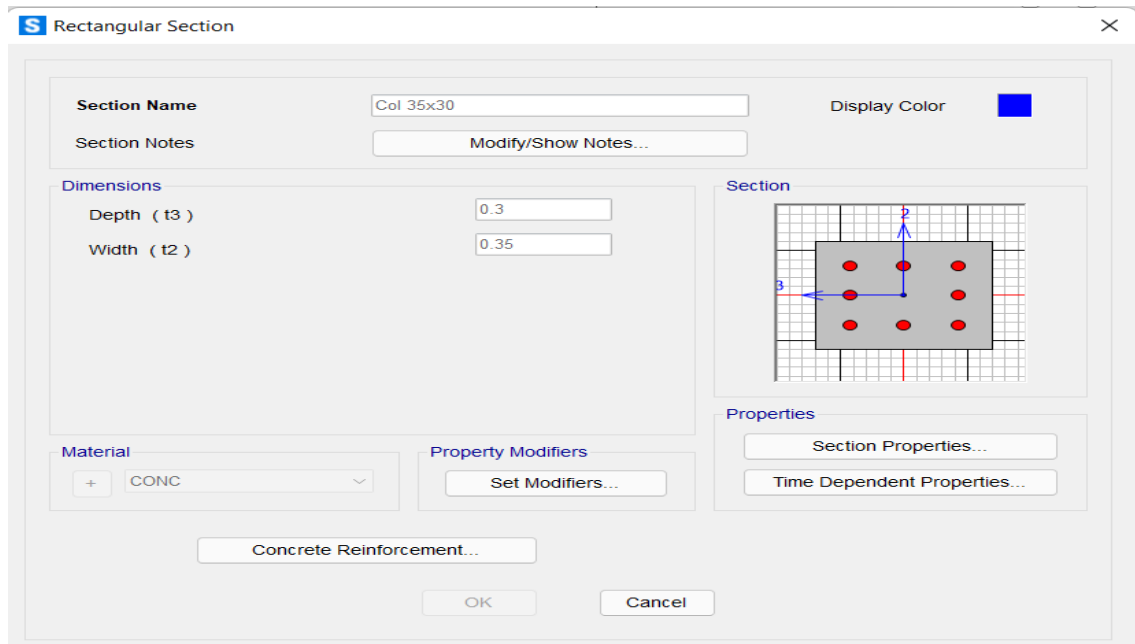 S Rectangular Section
Section Name Col 35x30 Display Color
Section Notes Modify/Show Notes...
Dimensions
Depth ( t3 ) 0.3
Width ( t2 ) 0.35
Section
2
3
Properties
Section Properties...
Time Dependent Properties...
Material
+ CONC
Property Modifiers
Set Modifiers...
Concrete Reinforcement...
OK Cancel